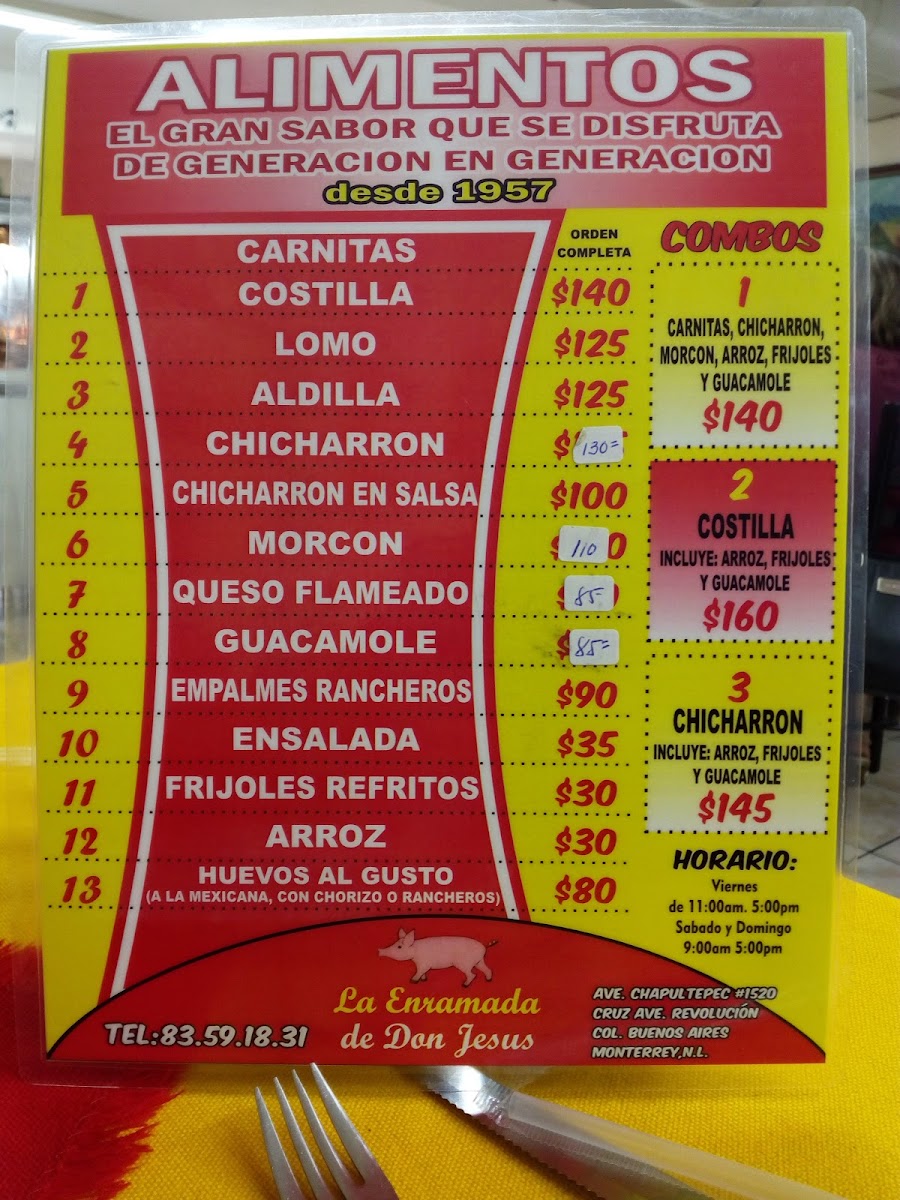 ALIMENTOS
EL GRAN SABOR QUE SE DISFRUTA
DE GENERACION EN GENERACION
desde 1957
CARNITAS
ORDEN
COMPLETA
1 COSTILLA $140
2 LOMO $125
3 ALDILLA $125
4 CHICHARRON $130=
5 CHICHARRON EN SALSA $100
6 MORCON 110
7 QUESO FLAMEADO 85-
8 GUACAMOLE $85=
9 EMPALMES RANCHEROS $90
10 ENSALADA $35
11 FRIJOLES REFRITOS $30
12 ARROZ $30
13 HUEVOS AL GUSTO
(A LA MEXICANA, CON CHORIZO O RANCHEROS) $80
COMBOS
1
CARNITAS, CHICHARRON,
MORCON, ARROZ, FRIJOLES
Y GUACAMOLE
$140
2
COSTILLA
INCLUYE: ARROZ, FRIJOLES
Y GUACAMOLE
$160
3
CHICHARRON
INCLUYE: ARROZ, FRIJOLES
Y GUACAMOLE
$145
HORARIO:
Viernes
de 11:00am. 5:00pm
Sabado y Domingo
9:00am 5:00pm
TEL:83.59.18.31
La Enramada
de Don Jesus
AVE. CHAPULTEPEC #1520
CRUZ AVE. REVOLUCIÓN
COL. BUENOS AIRES
MONTERREY,N.L.